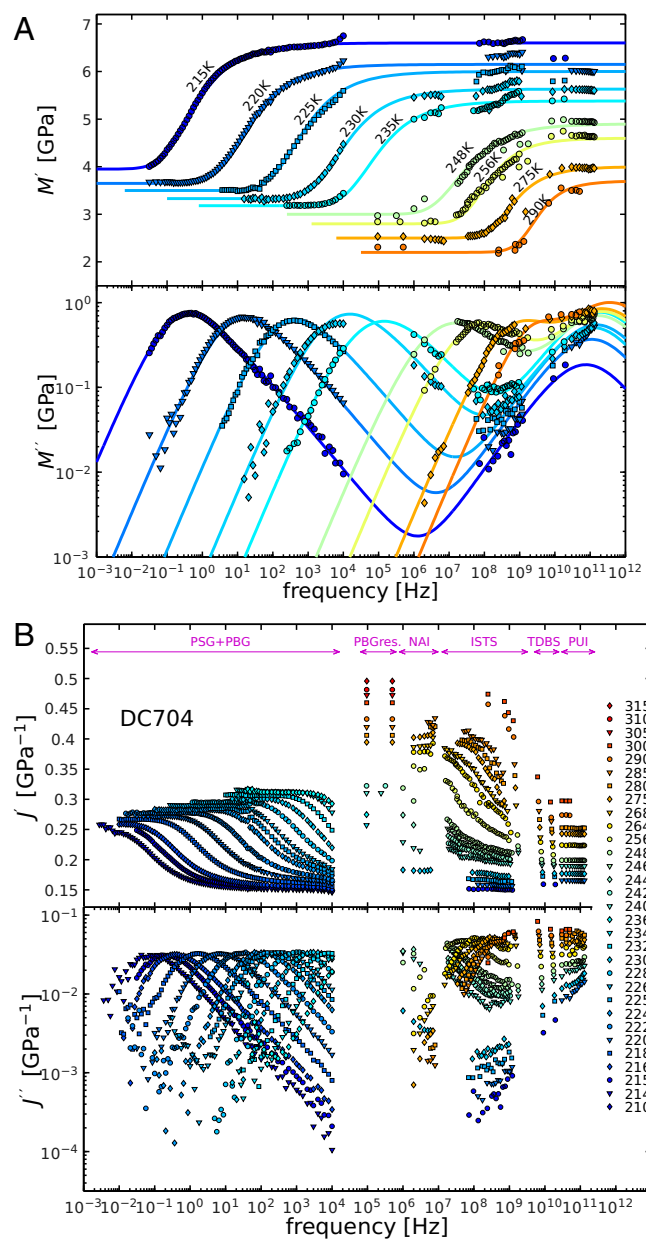 A
M′ [GPa]
7
6
5
4
3
2
215K
220K
225K
230K
235K
248K
256K
275K
290K
M′′ [GPa]
10⁰
10⁻¹
10⁻²
10⁻³
10⁻³ 10⁻² 10⁻¹ 10⁰ 10¹ 10² 10³ 10⁴ 10⁵ 10⁶ 10⁷ 10⁸ 10⁹ 10¹⁰ 10¹¹ 10¹²
frequency [Hz]
B
PSG+PBG PBGres. NAI ISTS TDBS PUI
DC704
J′ [GPa⁻¹]
0.55
0.5
0.45
0.4
0.35
0.3
0.25
0.2
0.15
J′′ [GPa⁻¹]
10⁻¹
10⁻²
10⁻³
10⁻⁴
10⁻² 10⁻¹ 10⁰ 10¹ 10² 10³ 10⁴ 10⁵ 10⁶ 10⁷ 10⁸ 10⁹ 10¹⁰ 10¹¹ 10¹²
frequency [Hz]
315
310
305
300
290
285
280
275
268
264
256
248
246
244
242
240
236
234
232
230
228
226
225
224
222
220
218
216
215
214
210